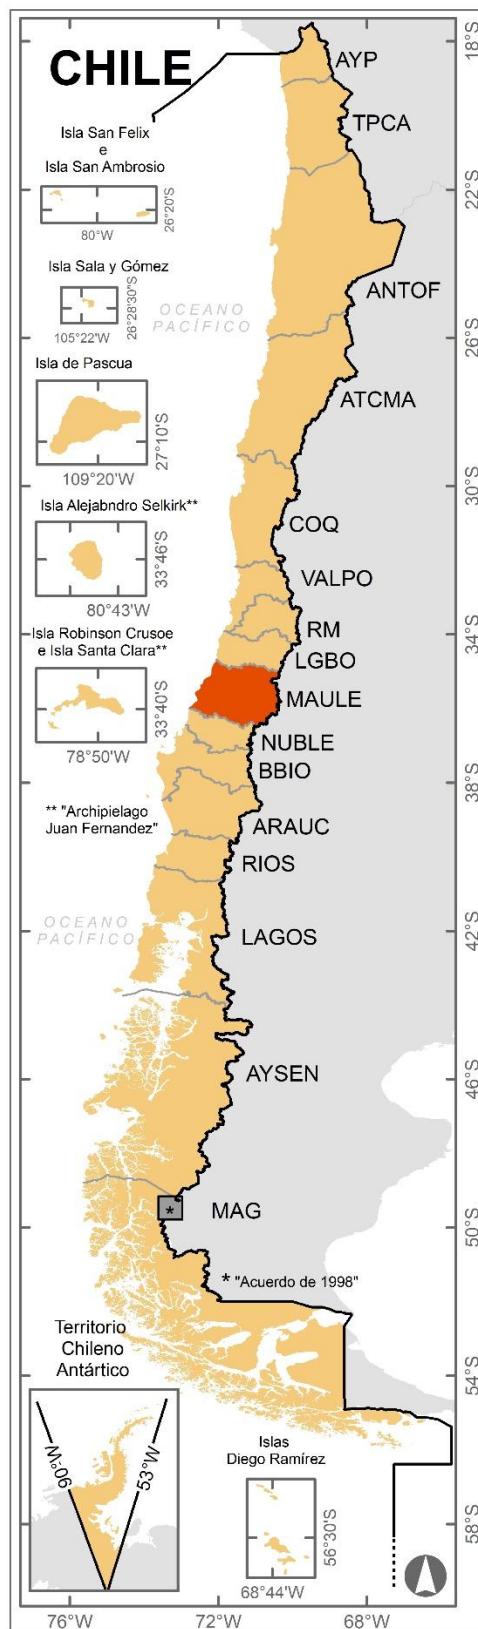 CHILE
18°S
AYP
TPCA
Isla San Felix
e
Isla San Ambrosio
26°20'S
80°W
22°S
Isla Sala y Gómez
26°28'30"S
105°22'W
OCEANO
PACÍFICO
ANTOF
26°S
Isla de Pascua
27°10'S
109°20'W
ATCMA
30°S
Isla Alejabndro Selkirk**
33°46'S
80°43'W
COQ
VALPO
Isla Robinson Crusoe
e Isla Santa Clara**
33°40'S
78°50'W
RM
34°S
LGBO
MAULE
NUBLE
BBIO
38°S
** "Archipielago
Juan Fernandez"
ARAUC
RIOS
OCEANO
PACÍFICO
LAGOS
42°S
AYSEN
46°S
*
MAG
50°S
* "Acuerdo de 1998"
Territorio
Chileno
Antártico
54°S
90°W
53°W
Islas
Diego Ramírez
56°30'S
68°44'W
58°S
76°W
72°W
68°W